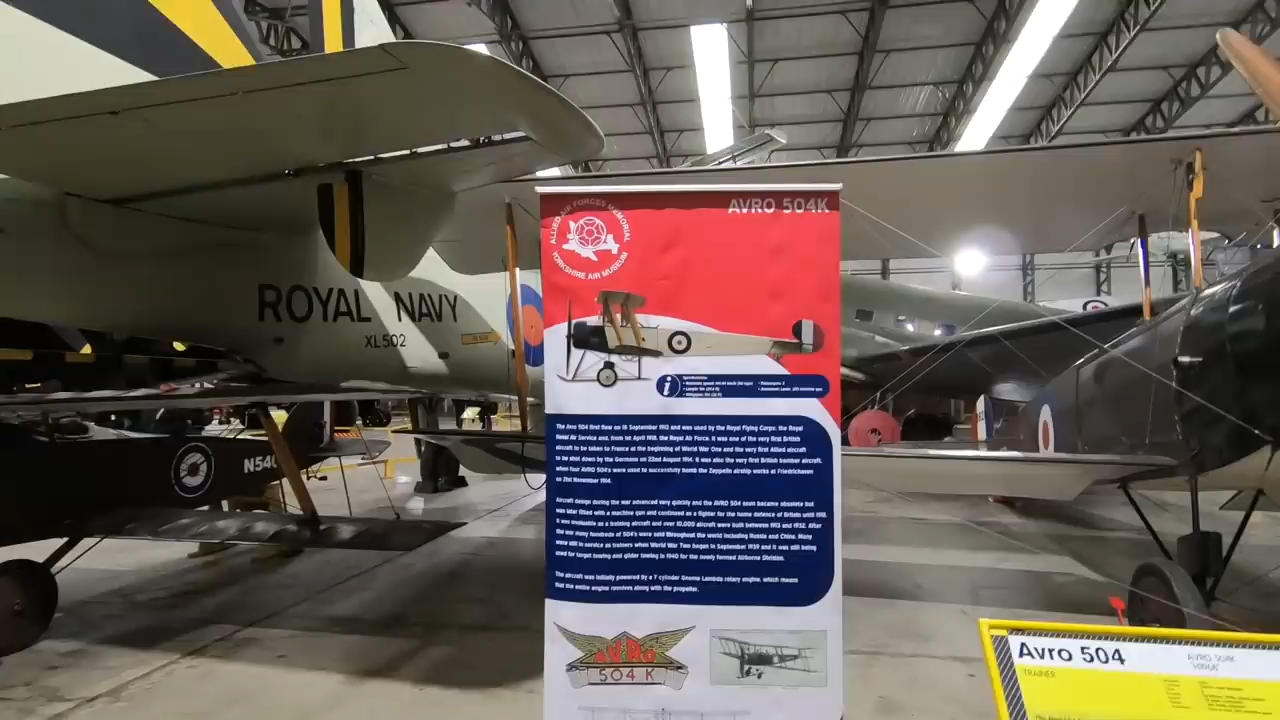 AVRO 504K
ALLIED AIR FORCES MEMORIAL
YORKSHIRE AIR MUSEUM
ROYAL NAVY
XL502
N540
The Avro 504 first flew on 18 September 1913 and was used by the Royal Flying Corps, the Royal
Naval Air Service and, from 1st April 1918, the Royal Air Force. It was one of the very first British
aircraft to be taken to France at the beginning of World War One and the very first Allied aircraft
to be shot down by the Germans on 22nd August 1914. It was also the very first British bomber aircraft,
when four AVRO 504's were used to successfully bomb the Zeppelin airship works at Friedrichshaven
on 21st November 1914.
Aircraft design during the war advanced very quickly and the AVRO 504 soon became obsolete but
was later fitted with a machine gun and continued as a fighter for the home defence of Britain until 1918.
It was invaluable as a training aircraft and over 10,000 aircraft were built between 1913 and 1932. After
the war many hundreds of 504's were sold throughout the world including Russia and China. Many
were still in service as trainers when World War Two began in September 1939 and it was still being
used for target towing and glider towing in 1940 for the newly formed Airborne Division.
The aircraft was initially powered by a 7 cylinder Gnome Lambda rotary engine, which means
that the entire engine revolves along with the propeller.
AVRO
504 K
Avro 504
TRAINER
AVRO 504K